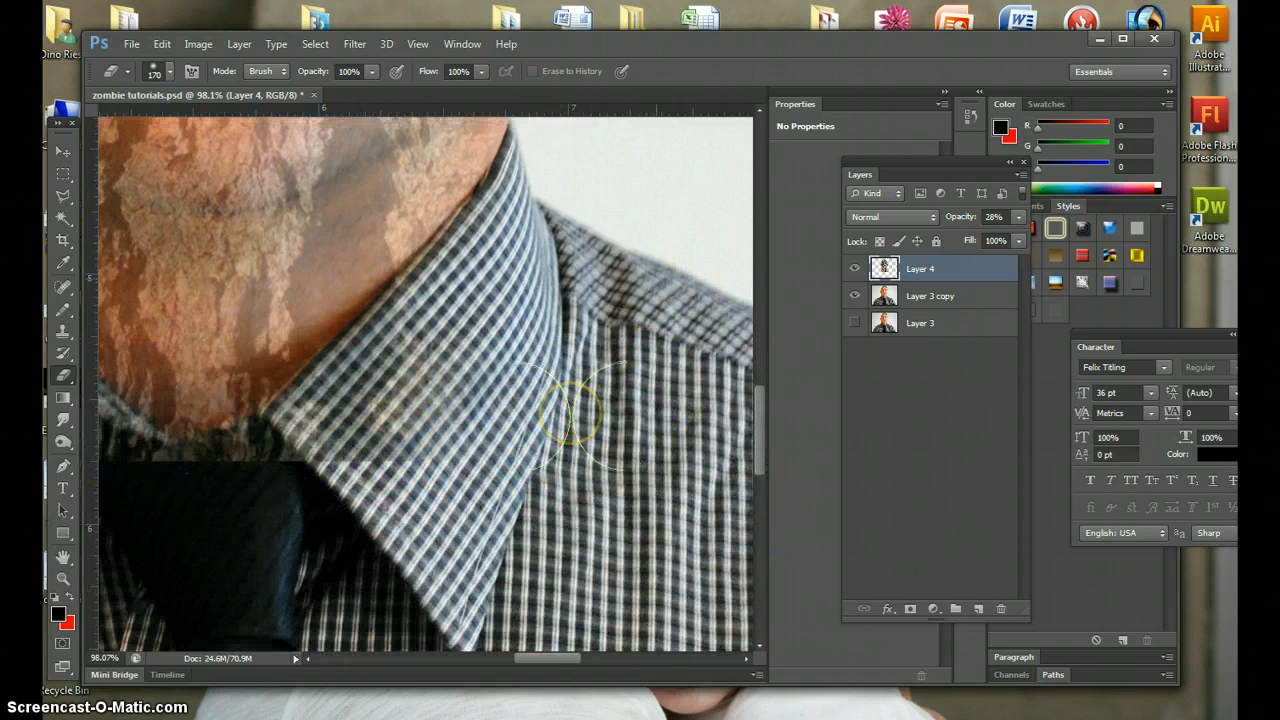 Dino Ries
Adobe
Illustrat...
Adobe Flash
Profession...
Adobe
Dreamwea...
Ps File Edit Image Layer Type Select Filter 3D View Window Help
170 Mode: Brush Opacity: 100% Flow: 100% Erase to History Essentials
zombie tutorials.psd @ 98.1% (Layer 4, RGB/8) * ×
6 7
5
6
Properties
No Properties
Color Swatches
R 0
G 0
B 0
Layers
Kind
Normal Opacity: 28%
Lock: Fill: 100%
Layer 4
Layer 3 copy
Layer 3
Styles
Character
Felix Titling Regular
36 pt (Auto)
Metrics 0
100% 100%
0 pt Color:
English: USA Sharp
98.07% Doc: 24.6M/70.9M
Mini Bridge Timeline
Paragraph
Channels Paths
Recycle Bin
Screencast-O-Matic.com
Ai
Fl
Dw